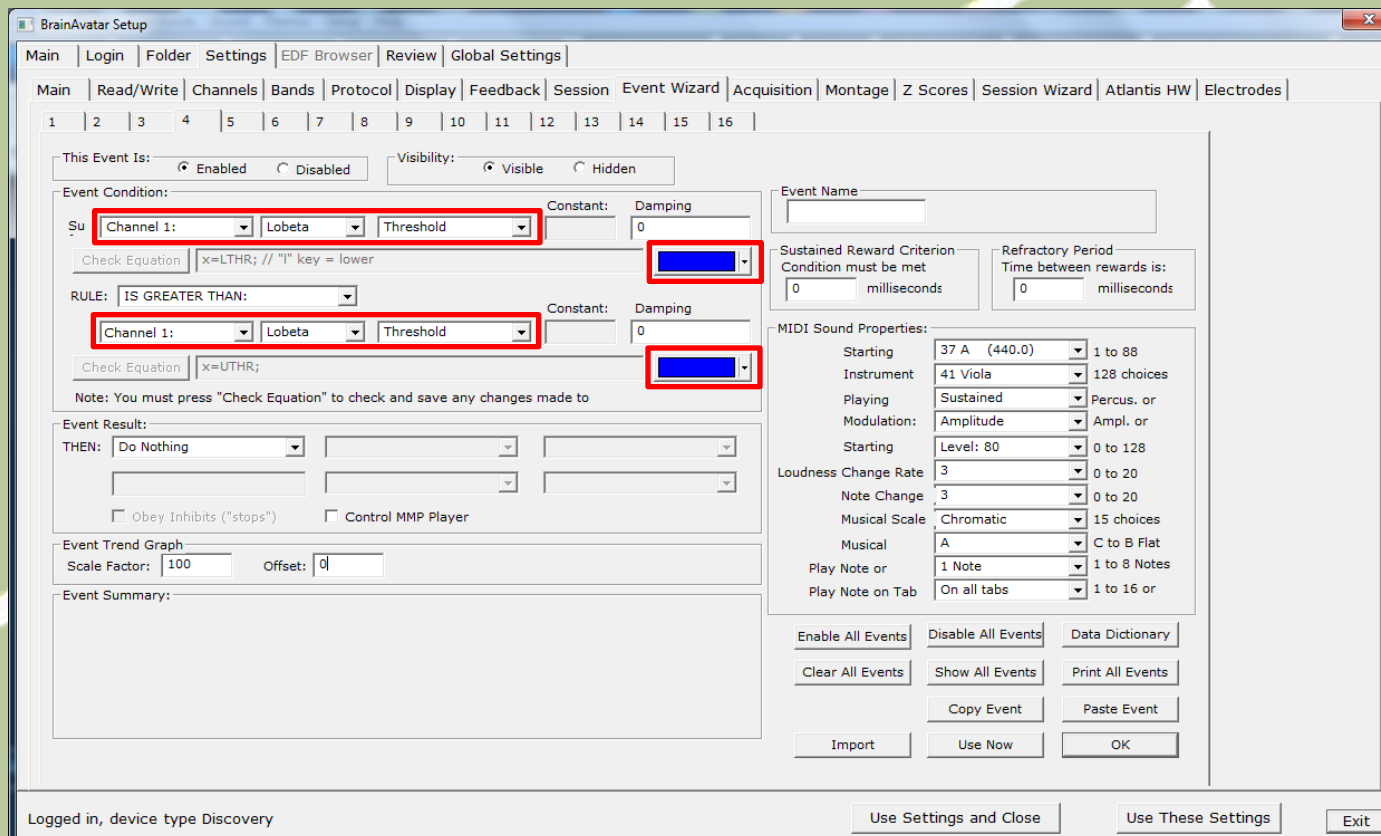 BrainAvatar Setup
Main Login Folder Settings EDF Browser Review Global Settings
Main Read/Write Channels Bands Protocol Display Feedback Session Event Wizard Acquisition Montage Z Scores Session Wizard Atlantis HW Electrodes
1 2 3 4 5 6 7 8 9 10 11 12 13 14 15 16
This Event Is:
Enabled Disabled
Visibility:
Visible Hidden
Event Condition:
Constant: Damping
Su Channel 1: Lobeta Threshold 0
Check Equation x=LTHR; // "l" key = lower
RULE: IS GREATER THAN:
Constant: Damping
Channel 1: Lobeta Threshold 0
Check Equation x=UTHR;
Note: You must press "Check Equation" to check and save any changes made to
Event Result:
THEN: Do Nothing
Obey Inhibits ("stops") Control MMP Player
Event Trend Graph
Scale Factor: 100 Offset: 0
Event Summary:
Event Name
Sustained Reward Criterion
Condition must be met
0 milliseconds
Refractory Period
Time between rewards is:
0 milliseconds
MIDI Sound Properties:
Starting 37 A (440.0) 1 to 88
Instrument 41 Viola 128 choices
Playing Sustained Percus. or
Modulation: Amplitude Ampl. or
Starting Level: 80 0 to 128
Loudness Change Rate 3 0 to 20
Note Change 3 0 to 20
Musical Scale Chromatic 15 choices
Musical A C to B Flat
Play Note or 1 Note 1 to 8 Notes
Play Note on Tab On all tabs 1 to 16 or
Enable All Events Disable All Events Data Dictionary
Clear All Events Show All Events Print All Events
Copy Event Paste Event
Import Use Now OK
Logged in, device type Discovery
Use Settings and Close Use These Settings Exit